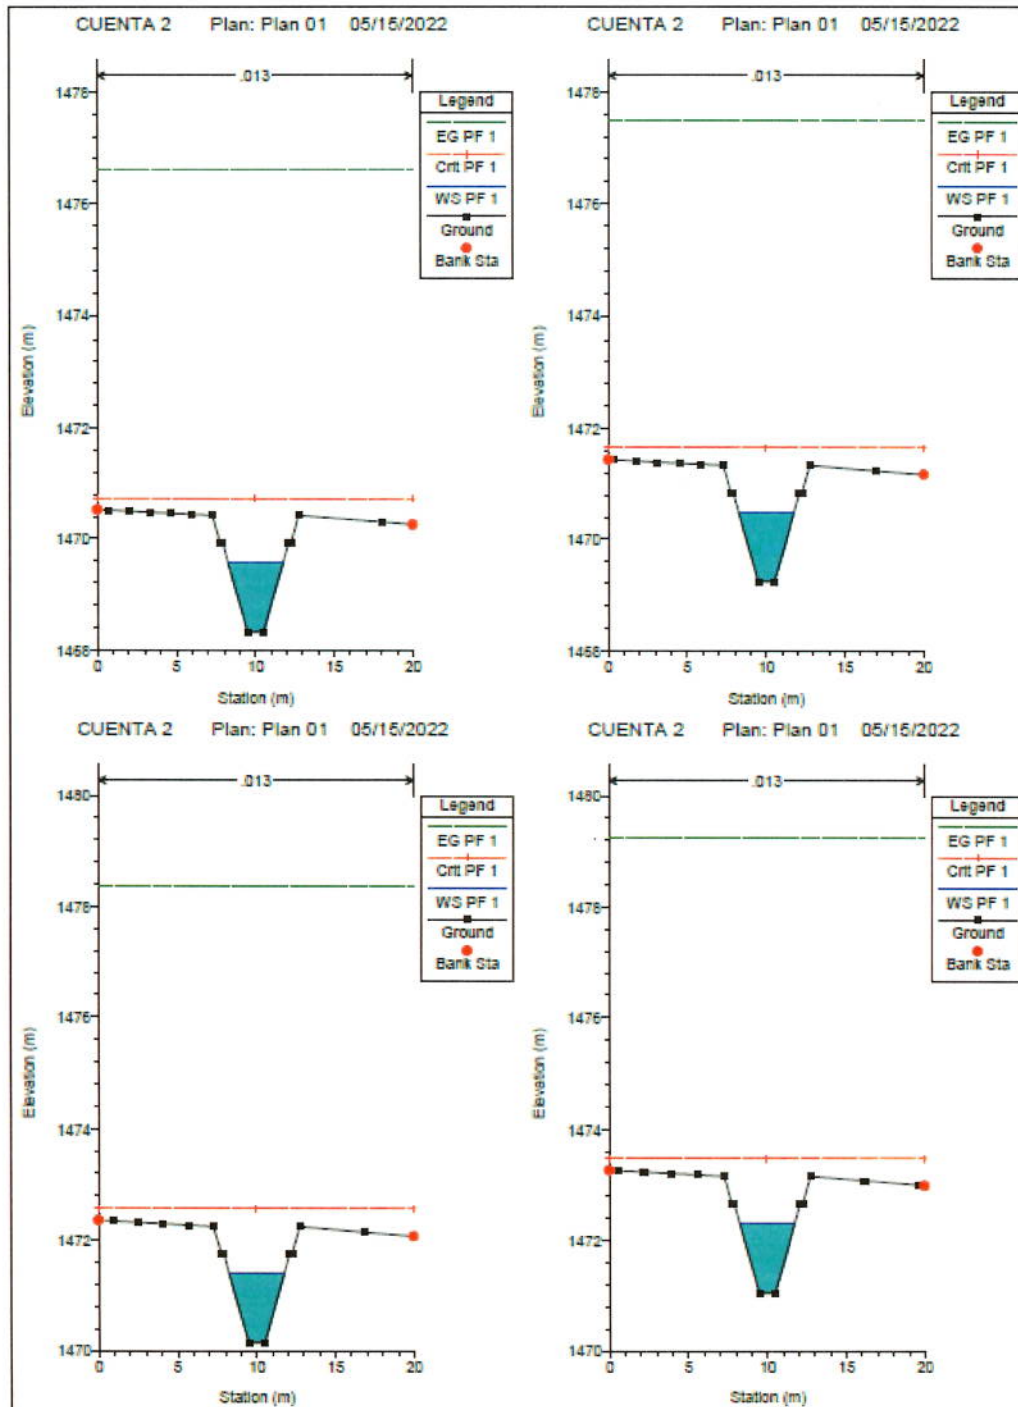 CUENTA 2 Plan: Plan 01 05/15/2022
.013
Legend
EG PF 1
Crit PF 1
WS PF 1
Ground
Bank Sta
1478
1476
1474
1472
1470
1468
Elevation (m)
0 5 10 15 20
Station (m)
CUENTA 2 Plan: Plan 01 05/15/2022
.013
Legend
EG PF 1
Crit PF 1
WS PF 1
Ground
Bank Sta
1478
1476
1474
1472
1470
1468
Elevation (m)
0 5 10 15 20
Station (m)
CUENTA 2 Plan: Plan 01 05/15/2022
.013
Legend
EG PF 1
Crit PF 1
WS PF 1
Ground
Bank Sta
1480
1478
1476
1474
1472
1470
Elevation (m)
0 5 10 15 20
Station (m)
CUENTA 2 Plan: Plan 01 05/15/2022
.013
Legend
EG PF 1
Crit PF 1
WS PF 1
Ground
Bank Sta
1480
1478
1476
1474
1472
1470
Elevation (m)
0 5 10 15 20
Station (m)